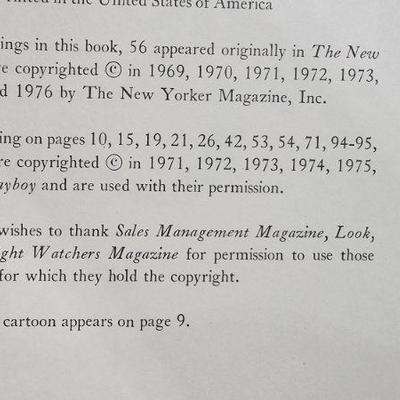 rinted in the United States of America
ings in this book, 56 appeared originally in The New
re copyrighted © in 1969, 1970, 1971, 1972, 1973,
d 1976 by The New Yorker Magazine, Inc.
ing on pages 10, 15, 19, 21, 26, 42, 53, 54, 71, 94-95,
re copyrighted © in 1971, 1972, 1973, 1974, 1975,
ayboy and are used with their permission.
wishes to thank Sales Management Magazine, Look,
ght Watchers Magazine for permission to use those
for which they hold the copyright.
cartoon appears on page 9.